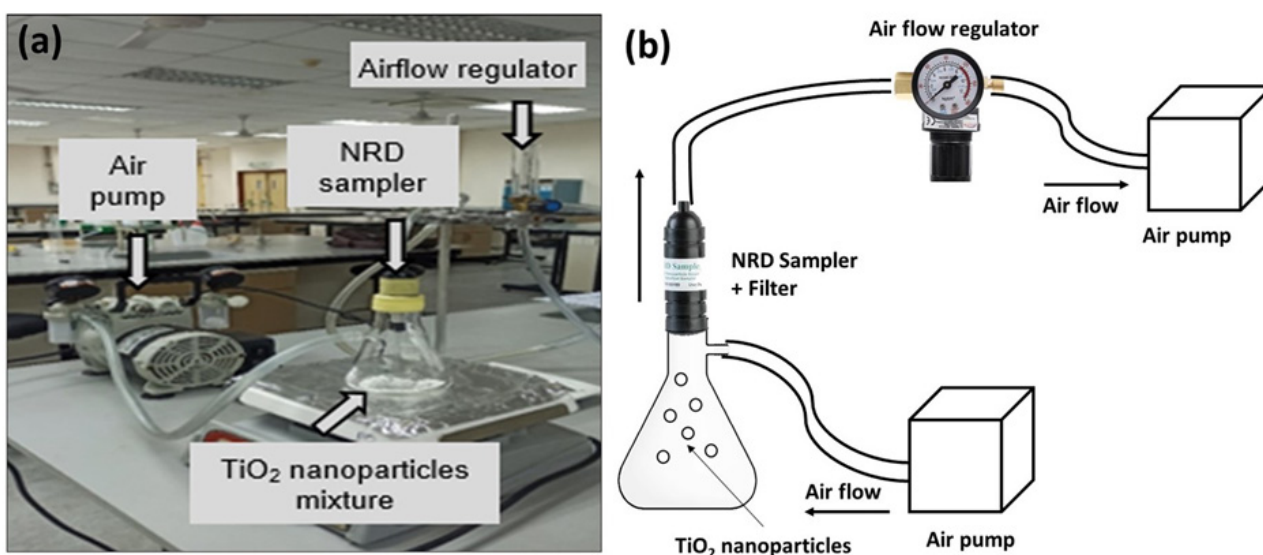 (a)
Airflow regulator
Air
pump
NRD
sampler
TiO₂ nanoparticles
mixture
(b)
Air flow regulator
Air flow
Air pump
NRD Sampler
+ Filter
Air flow
Air pump
TiO₂ nanoparticles